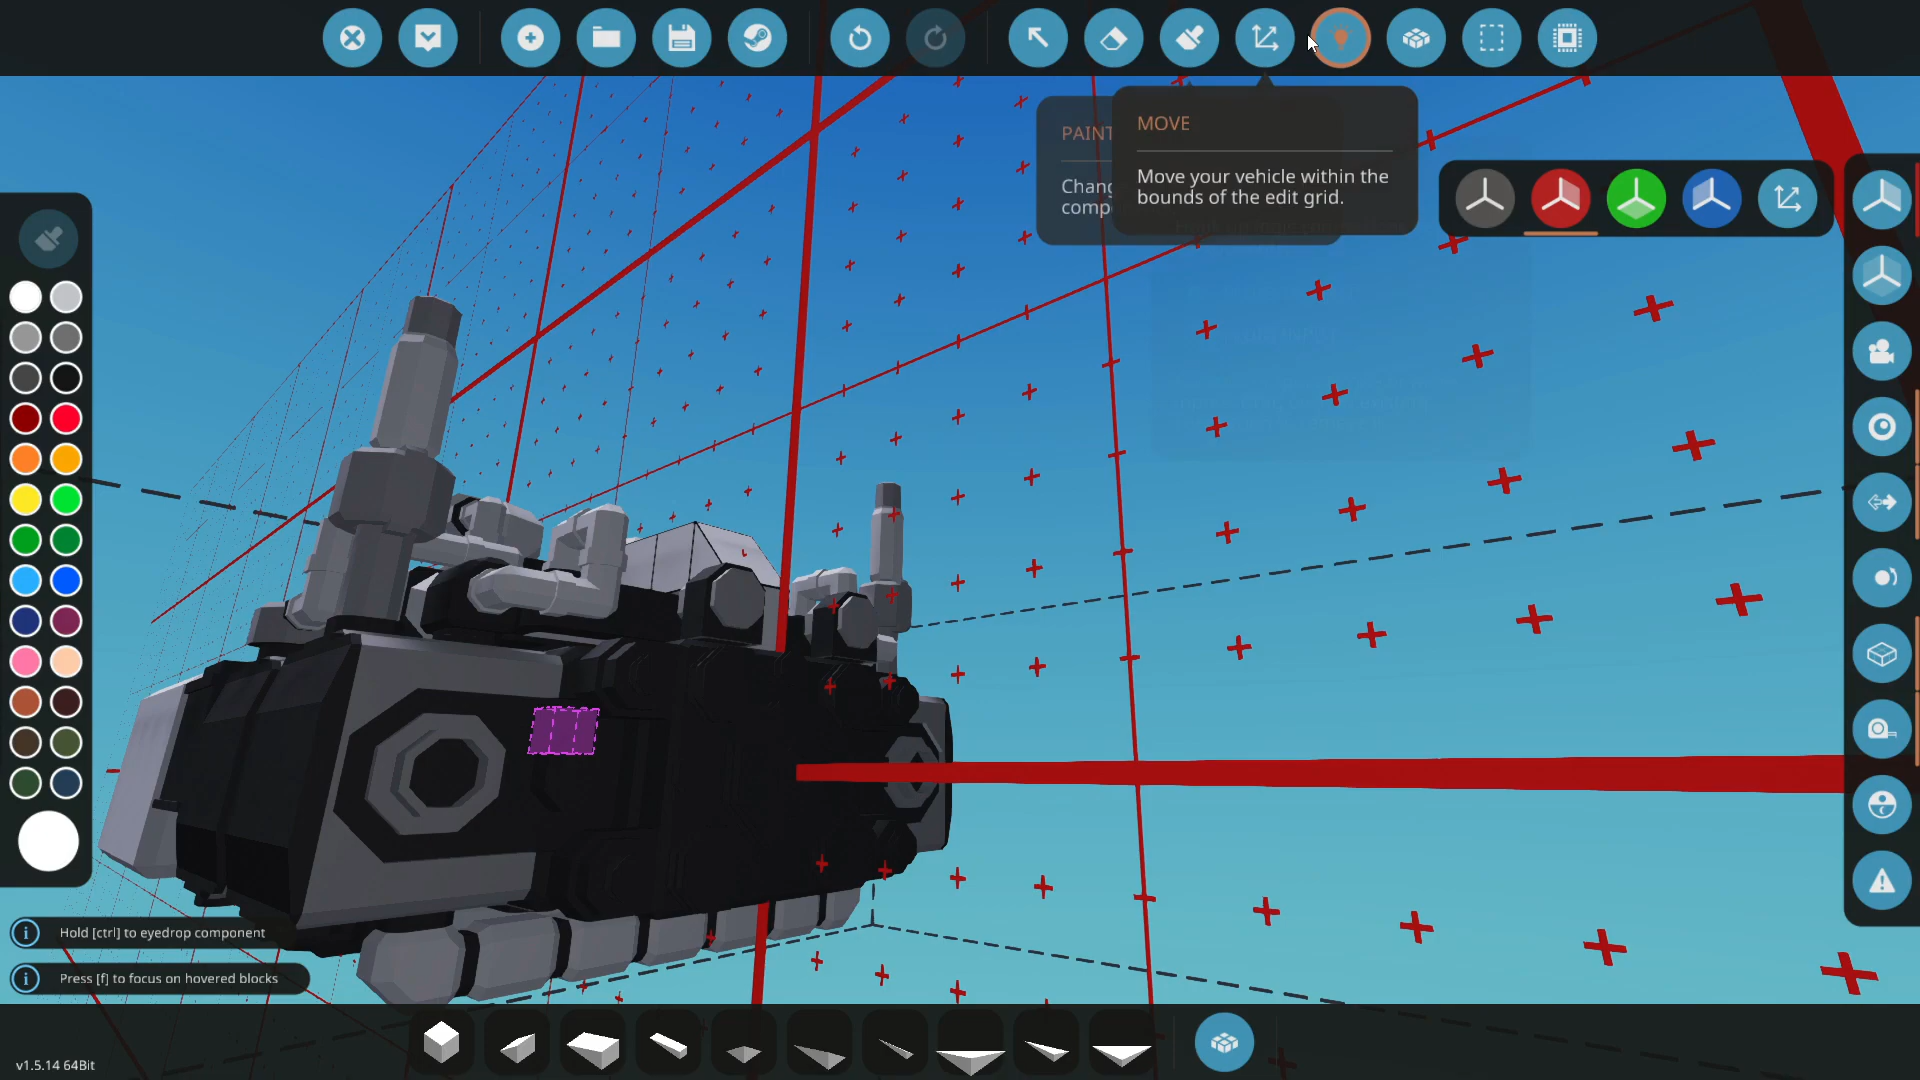 PAINT
Chang
comp
MOVE
Move your vehicle within the
bounds of the edit grid.
Hold [ctrl] to eyedrop component
Press [f] to focus on hovered blocks
v1.5.14 64Bit